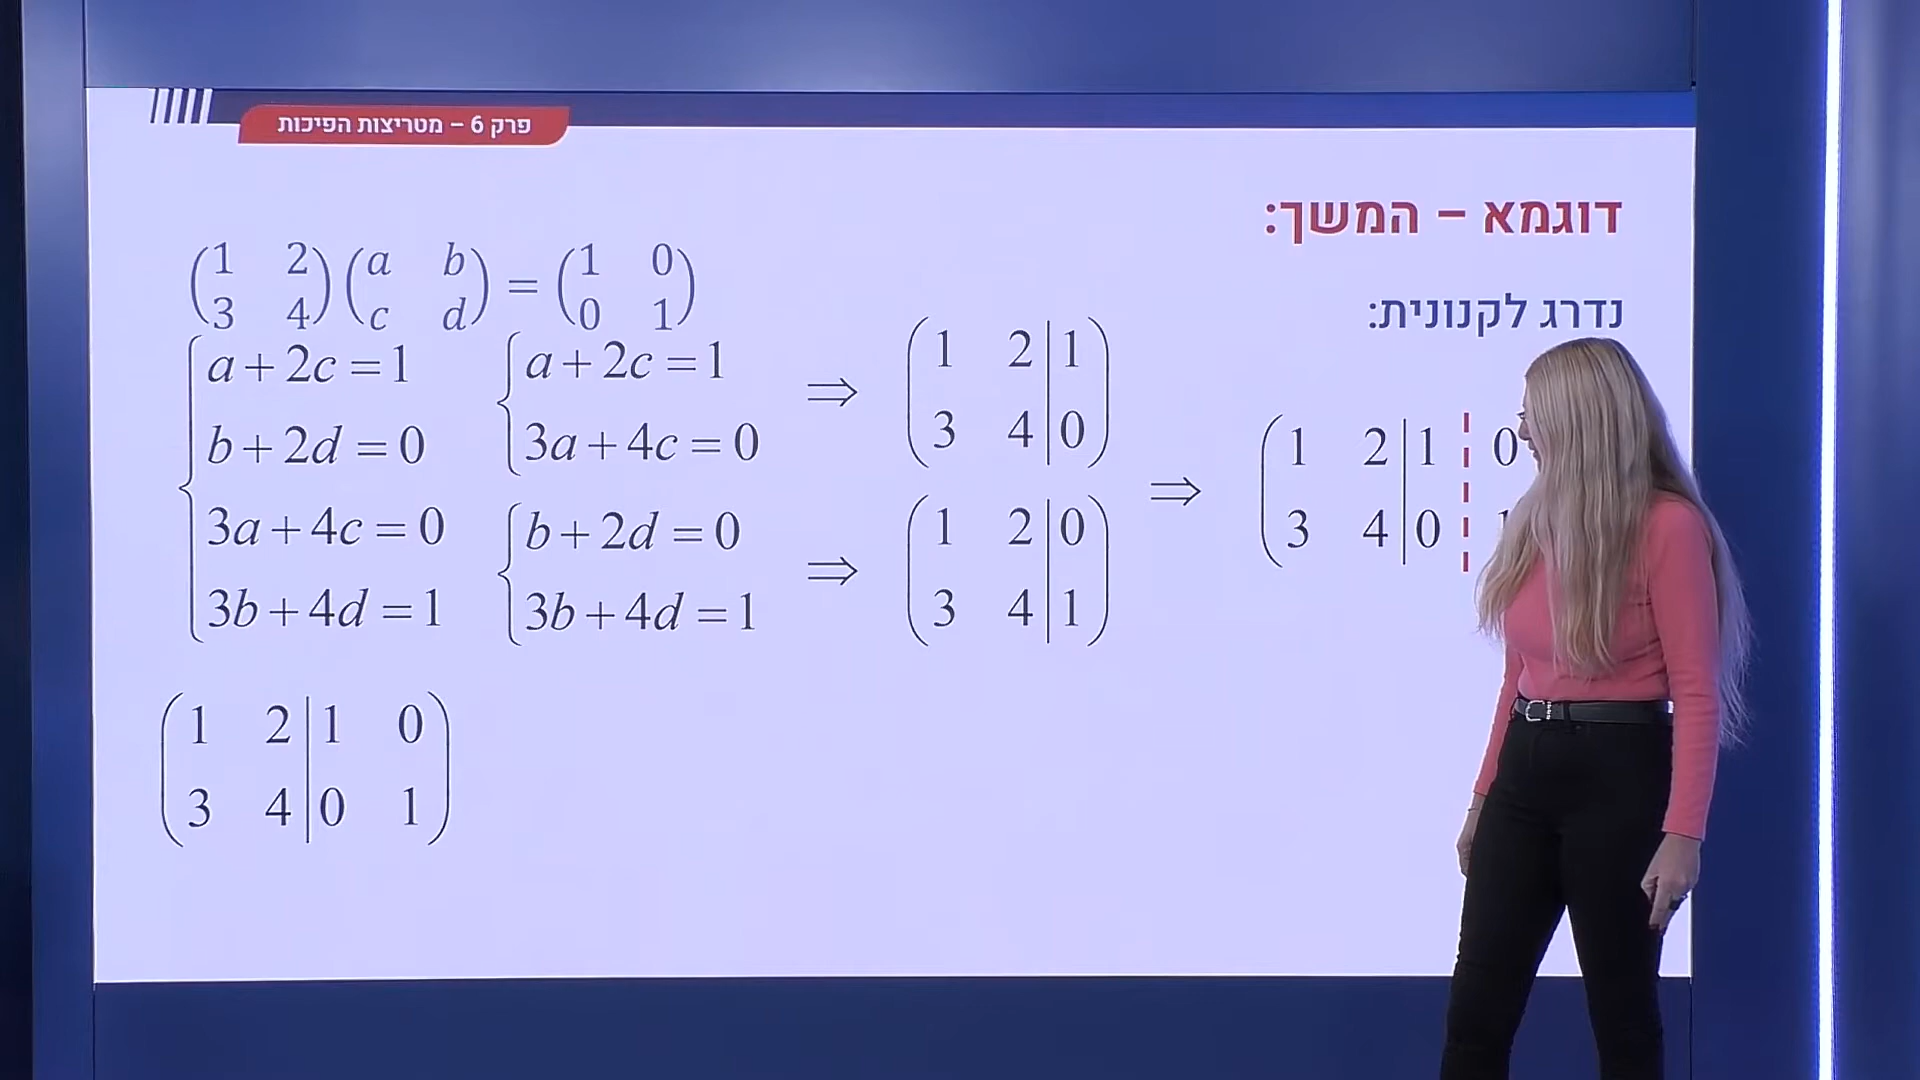 פרק 6 – מטריצות הפיכות
דוגמא – המשך:
נדרג לקנונית:
(1 2) (a b) = (1 0)
(3 4) (c d)   (0 1)
{ a + 2c = 1
b + 2d = 0
3a + 4c = 0
3b + 4d = 1
{ a + 2c = 1
3a + 4c = 0
{ b + 2d = 0
3b + 4d = 1
⇒ (1 2 | 1)
(3 4 | 0)
⇒ (1 2 | 0)
(3 4 | 1)
⇒ (1 2 | 1 ¦ 0
(3 4 | 0 ¦
(1 2 | 1 0)
(3 4 | 0 1)